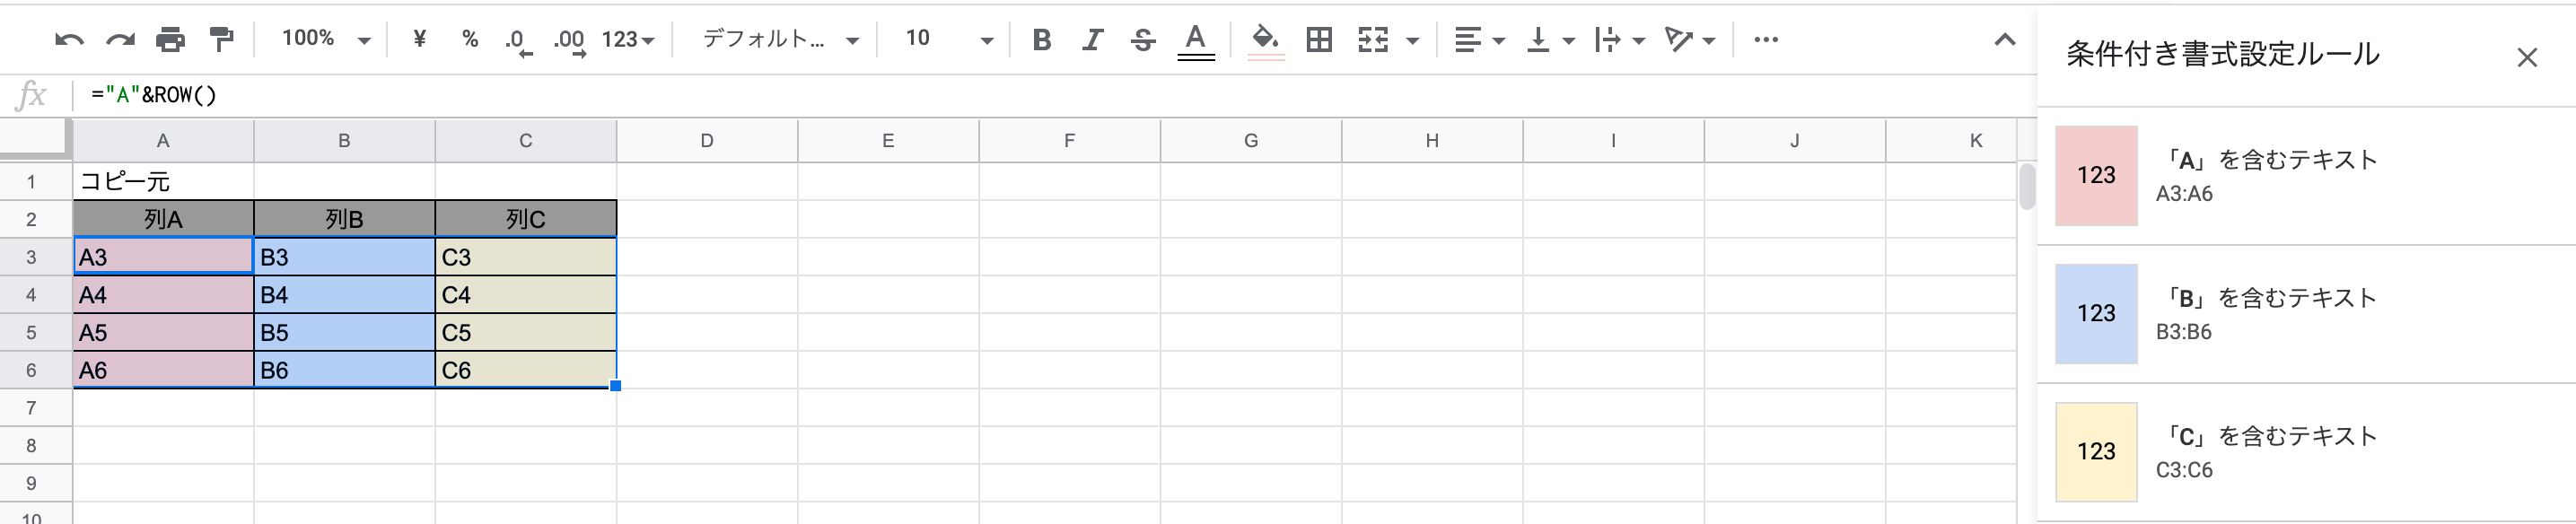 100% ¥ % .0 .00 123 デフォルト... 10 B I S A ...
fx ="A"&ROW()
A B C D E F G H I J K
1 コピー元
2 列A 列B 列C
3 A3 B3 C3
4 A4 B4 C4
5 A5 B5 C5
6 A6 B6 C6
7
8
9
10
条件付き書式設定ルール
123 「A」を含むテキスト
A3:A6
123 「B」を含むテキスト
B3:B6
123 「C」を含むテキスト
C3:C6